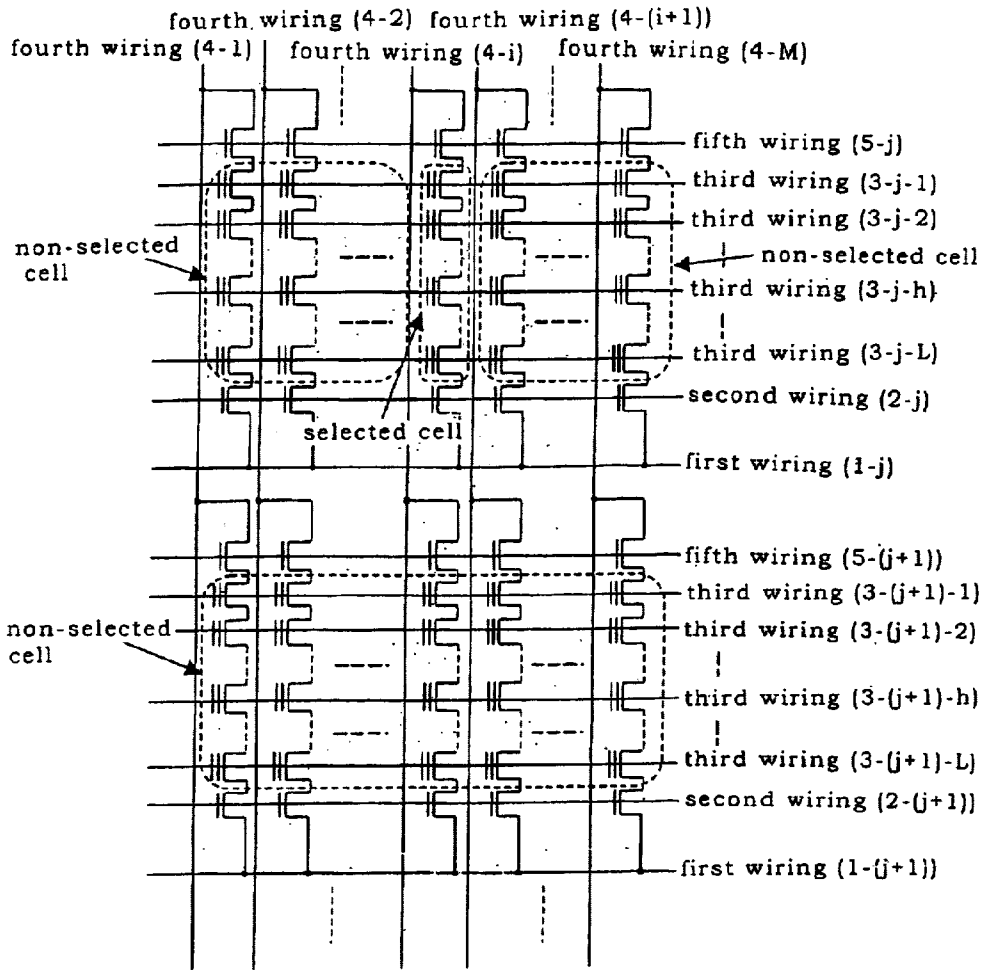 fourth wiring (4-2) fourth wiring (4-(i+1))
fourth wiring (4-1) fourth wiring (4-i) fourth wiring (4-M)
fifth wiring (5-j)
third wiring (3-j-1)
third wiring (3-j-2)
non-selected
cell
non-selected cell
third wiring (3-j-h)
third wiring (3-j-L)
second wiring (2-j)
selected cell
first wiring (1-j)
fifth wiring (5-(j+1))
third wiring (3-(j+1)-1)
non-selected
cell
third wiring (3-(j+1)-2)
third wiring (3-(j+1)-h)
third wiring (3-(j+1)-L)
second wiring (2-(j+1))
first wiring (1-(j+1))